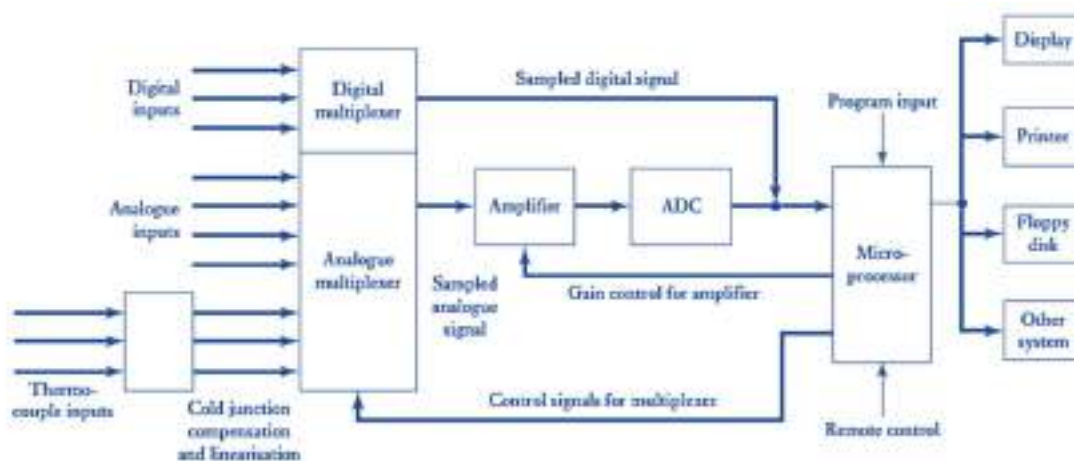 Digital
inputs
Digital
multiplexer
Sampled digital signal
Program input
Display
Printer
Analogue
inputs
Analogue
multiplexer
Amplifier
ADC
Micro-
processor
Floppy
disk
Sampled
analogue
signal
Gain control for amplifier
Other
system
Thermo-
couple inputs
Cold junction
compensation
and linearisation
Control signals for multiplexer
Remote control